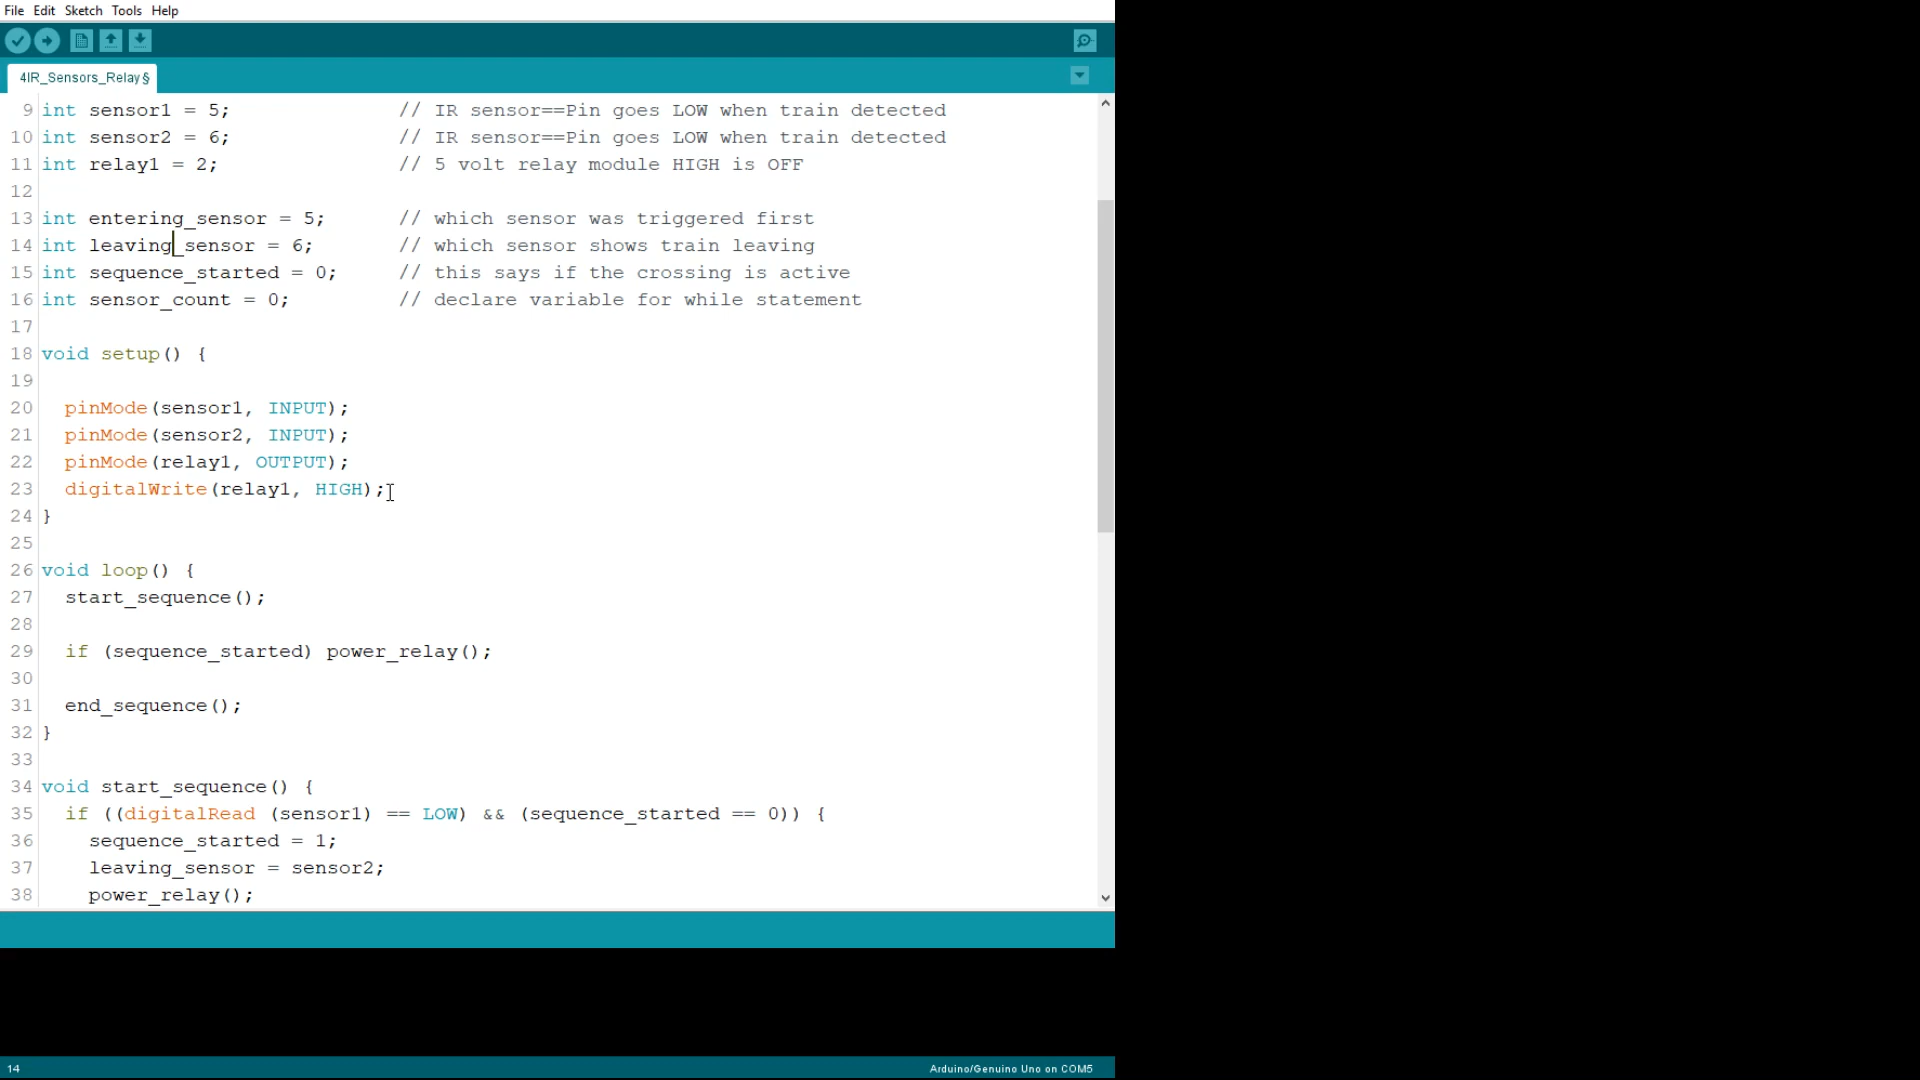 File Edit Sketch Tools Help
4IR_Sensors_Relay§
9 int sensor1 = 5; // IR sensor==Pin goes LOW when train detected
10 int sensor2 = 6; // IR sensor==Pin goes LOW when train detected
11 int relay1 = 2; // 5 volt relay module HIGH is OFF
12
13 int entering_sensor = 5; // which sensor was triggered first
14 int leaving_sensor = 6; // which sensor shows train leaving
15 int sequence_started = 0; // this says if the crossing is active
16 int sensor_count = 0; // declare variable for while statement
17
18 void setup() {
19
20 pinMode(sensor1, INPUT);
21 pinMode(sensor2, INPUT);
22 pinMode(relay1, OUTPUT);
23 digitalWrite(relay1, HIGH);
24 }
25
26 void loop() {
27 start_sequence();
28
29 if (sequence_started) power_relay();
30
31 end_sequence();
32 }
33
34 void start_sequence() {
35 if ((digitalRead (sensor1) == LOW) && (sequence_started == 0)) {
36 sequence_started = 1;
37 leaving_sensor = sensor2;
38 power_relay();
14 Arduino/Genuino Uno on COM5